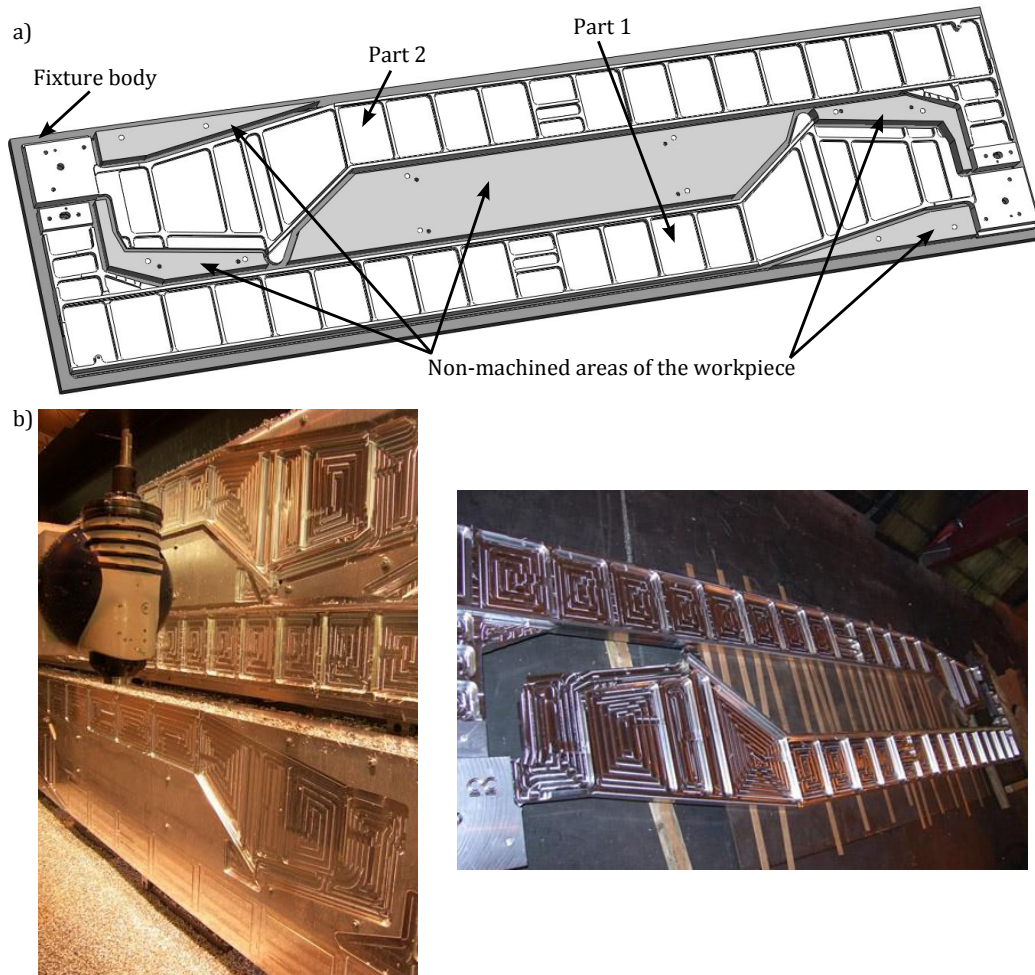 a)
Part 1
Part 2
Fixture body
Non-machined areas of the workpiece
b)